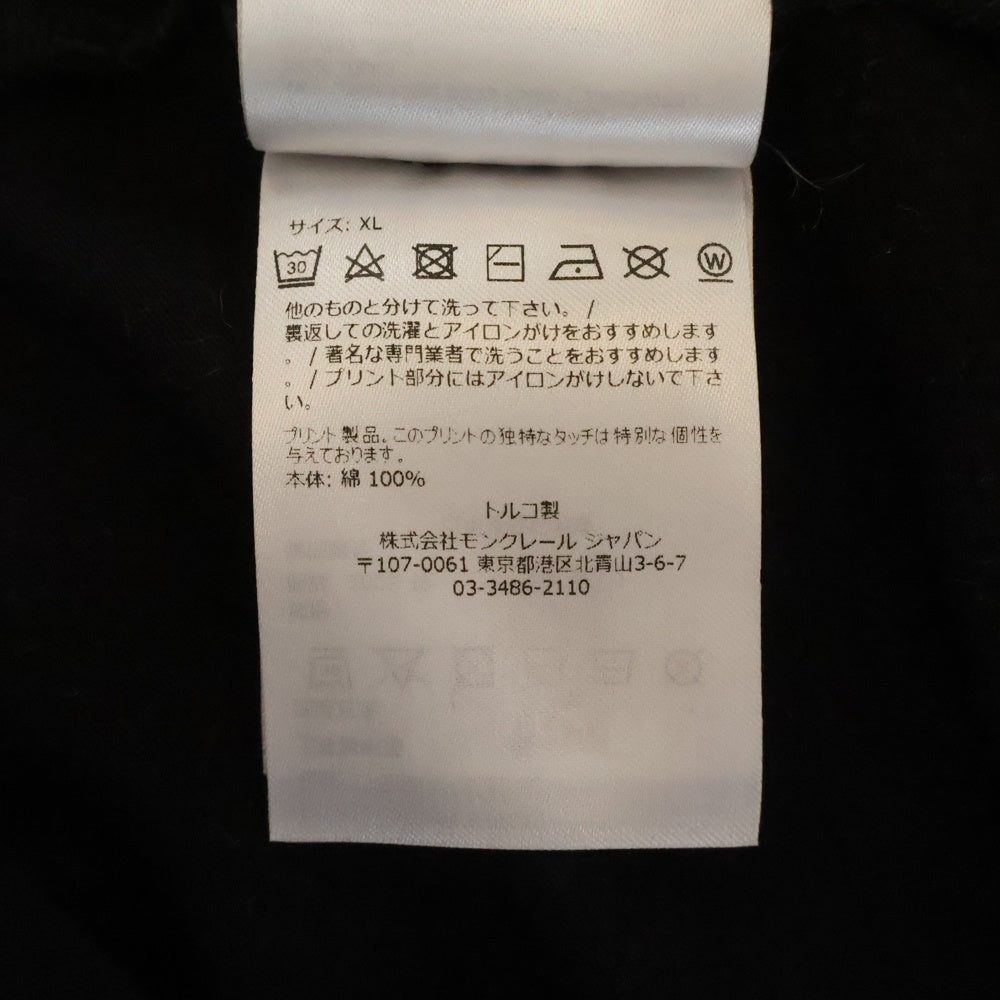 サイズ: XL
30
W
他のものと分けて洗って下さい。 /
裏返しての洗濯とアイロンがけをおすすめします
。 / 著名な専門業者で洗うことをおすすめします
。 / プリント部分にはアイロンがけしないで下さ
い。
プリント製品。このプリントの独特なタッチは特別な個性を
与えております。
本体: 綿 100%
トルコ製
株式会社モンクレール ジャパン
〒107-0061 東京都港区北青山3-6-7
03-3486-2110